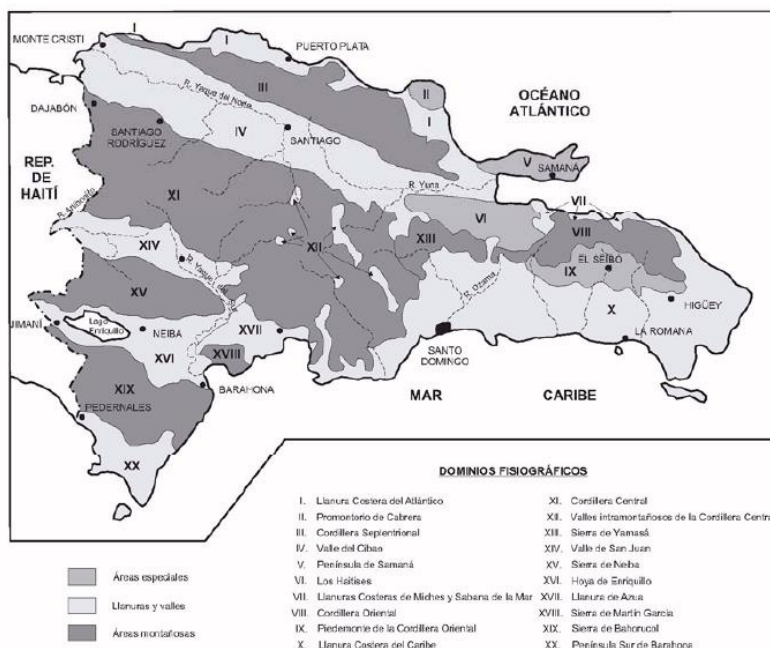 I
I
MONTE CRISTI
PUERTO PLATA
II
OCÉANO
ATLÁNTICO
III
R. Yaque del Norte
DAJABÓN
I
SANTIAGO
RODRÍGUEZ
IV
SANTIAGO
REP.
DE
HAITÍ
V
SAMANÁ
R. Yuna
VII
XI
R. Artibonito
VI
VIII
XII
XIII
XIV
EL SEÍBO
IX
R. Yaque del Sur
XV
R. Ozama
X
HIGÜEY
JIMANÍ
Lago
Enriquillo
NEIBA
XVII
LA ROMANA
XVI
XVIII
SANTO
DOMINGO
XIX
BARAHONA
MAR
CARIBE
PEDERNALES
XX
DOMINIOS FISIOGRÁFICOS
I. Llanura Costera del Atlántico
II. Promontorio de Cabrera
III. Cordillera Septentrional
IV. Valle del Cibao
V. Península de Samaná
VI. Los Haitises
VII. Llanuras Costeras de Miches y Sabana de la Mar
VIII. Cordillera Oriental
IX. Piedemonte de la Cordillera Oriental
X. Llanura Costera del Caribe
XI. Cordillera Central
XII. Valles intramontañosos de la Cordillera Central
XIII. Sierra de Yamasá
XIV. Valle de San Juan
XV. Sierra de Neiba
XVI. Hoya de Enriquillo
XVII. Llanura de Azua
XVIII. Sierra de Martín García
XIX. Sierra de Bahoruco
XX. Península Sur de Barahona
Áreas especiales
Llanuras y valles
Áreas montañosas